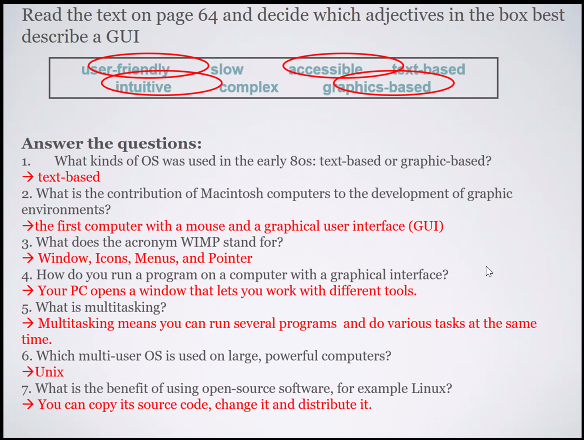 Read the text on page 64 and decide which adjectives in the box best
describe a GUI
user-friendly slow accessible text-based
intuitive complex graphics-based
Answer the questions:
1. What kinds of OS was used in the early 80s: text-based or graphic-based?
→ text-based
2. What is the contribution of Macintosh computers to the development of graphic
environments?
→the first computer with a mouse and a graphical user interface (GUI)
3. What does the acronym WIMP stand for?
→ Window, Icons, Menus, and Pointer
4. How do you run a program on a computer with a graphical interface?
→ Your PC opens a window that lets you work with different tools.
5. What is multitasking?
→ Multitasking means you can run several programs and do various tasks at the same
time.
6. Which multi-user OS is used on large, powerful computers?
→Unix
7. What is the benefit of using open-source software, for example Linux?
→ You can copy its source code, change it and distribute it.